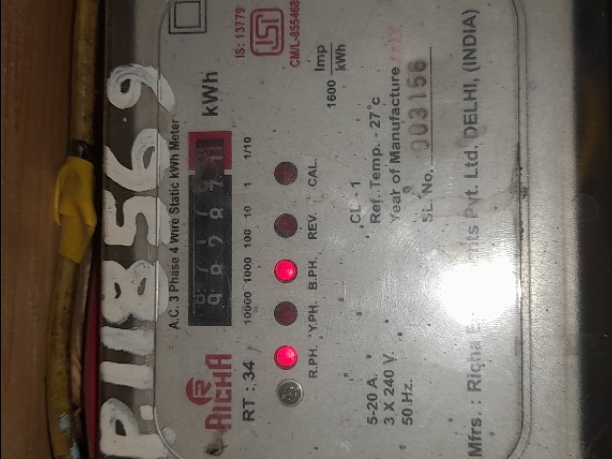 P.118569
A.C. 3 Phase 4 Wire Static kWh Meter
IS: 13779
CM/L-855468
kWh
10000 1000 100 10 1 1/10
R.PH. Y.PH. B.PH. REV. CAL.
RICHA
RT : 34
Imp
1600 kWh
5-20 A.
3 X 240 V.
50 Hz.
CL - 1
Ref. Temp. - 27°c
Year of Manufacture
SL. No. 003156
Mfrs. : Richa Pvt. Ltd. DELHI, (INDIA)